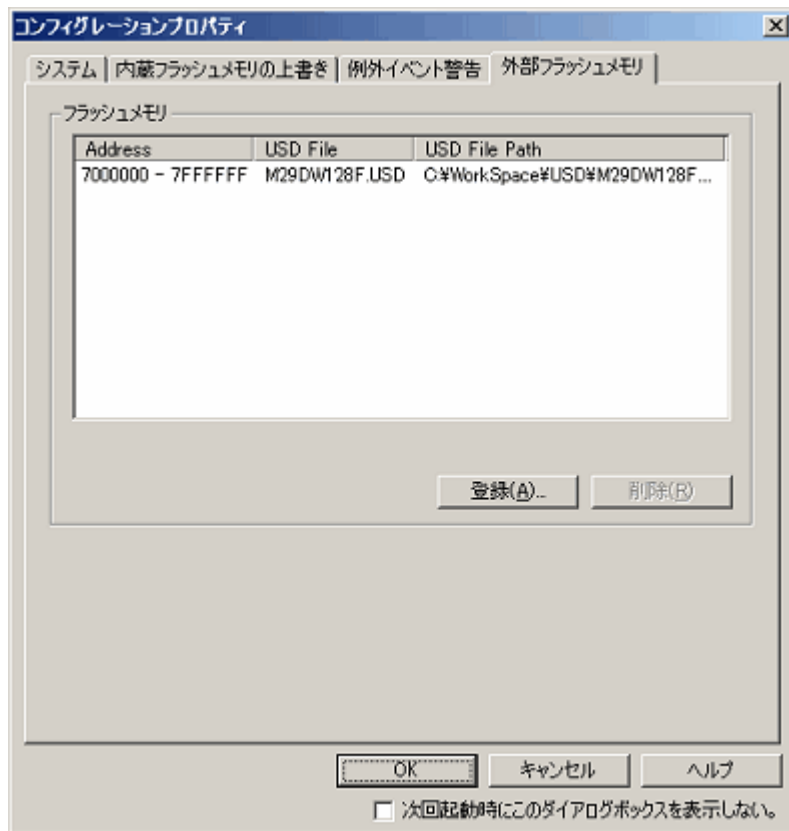 コンフィグレーションプロパティ
システム 内蔵フラッシュメモリの上書き 例外イベント警告 外部フラッシュメモリ
フラッシュメモリ
Address USD File USD File Path
7000000 - 7FFFFFF M29DW128F.USD C:¥WorkSpace¥USD¥M29DW128F...
登録(A)... 削除(R)
OK キャンセル ヘルプ
次回起動時にこのダイアログボックスを表示しない。